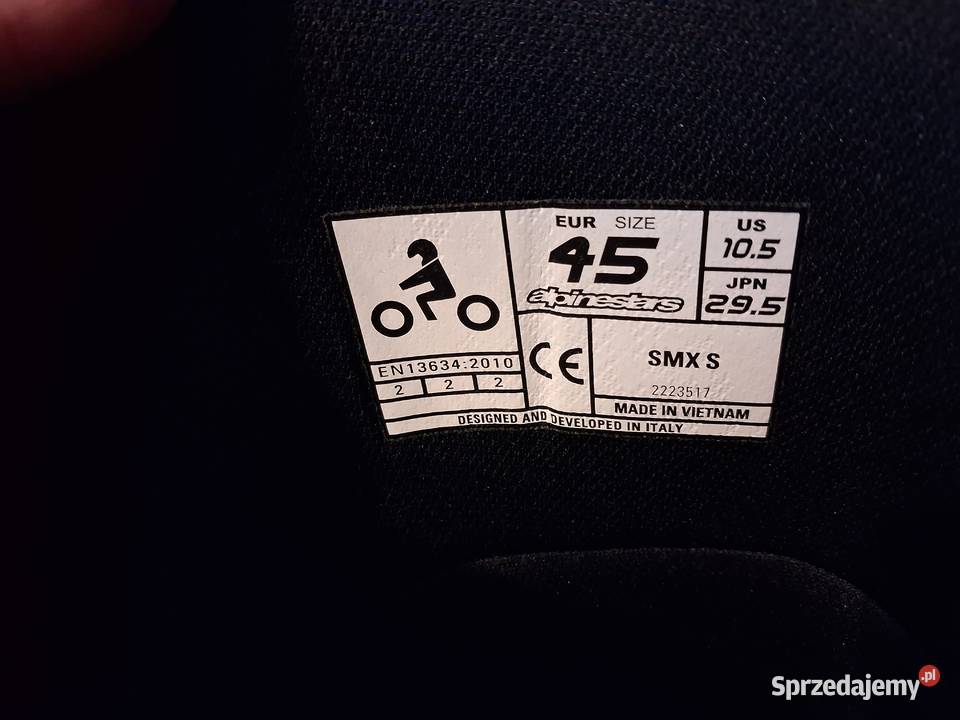 EUR SIZE
45
alpinestars
US
10.5
JPN
29.5
EN13634:2010
2 2 2
CE
SMX S
2223517
MADE IN VIETNAM
DESIGNED AND DEVELOPED IN ITALY
Sprzedajemy.pl